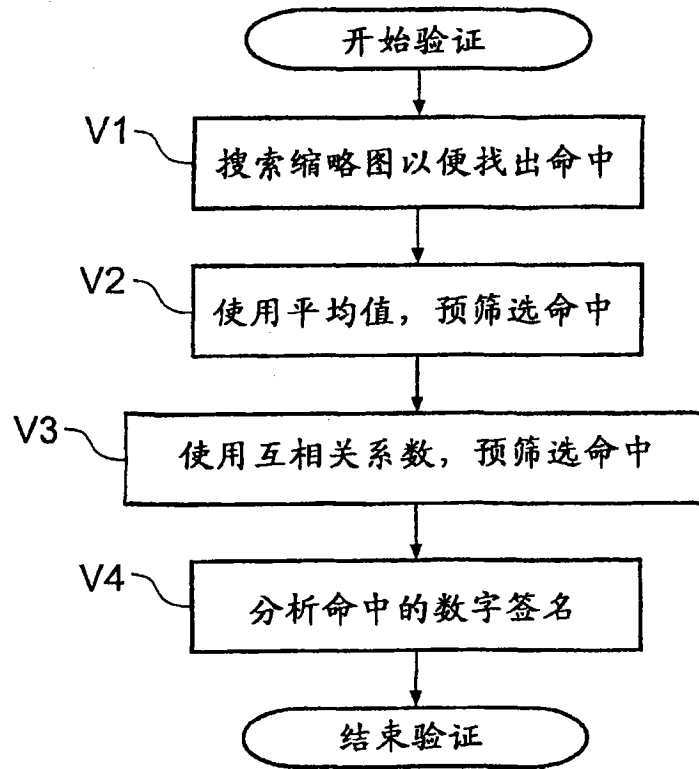 开始验证
V1
搜索缩略图以便找出命中
V2
使用平均值，预筛选命中
V3
使用互相关系数，预筛选命中
V4
分析命中的数字签名
结束验证